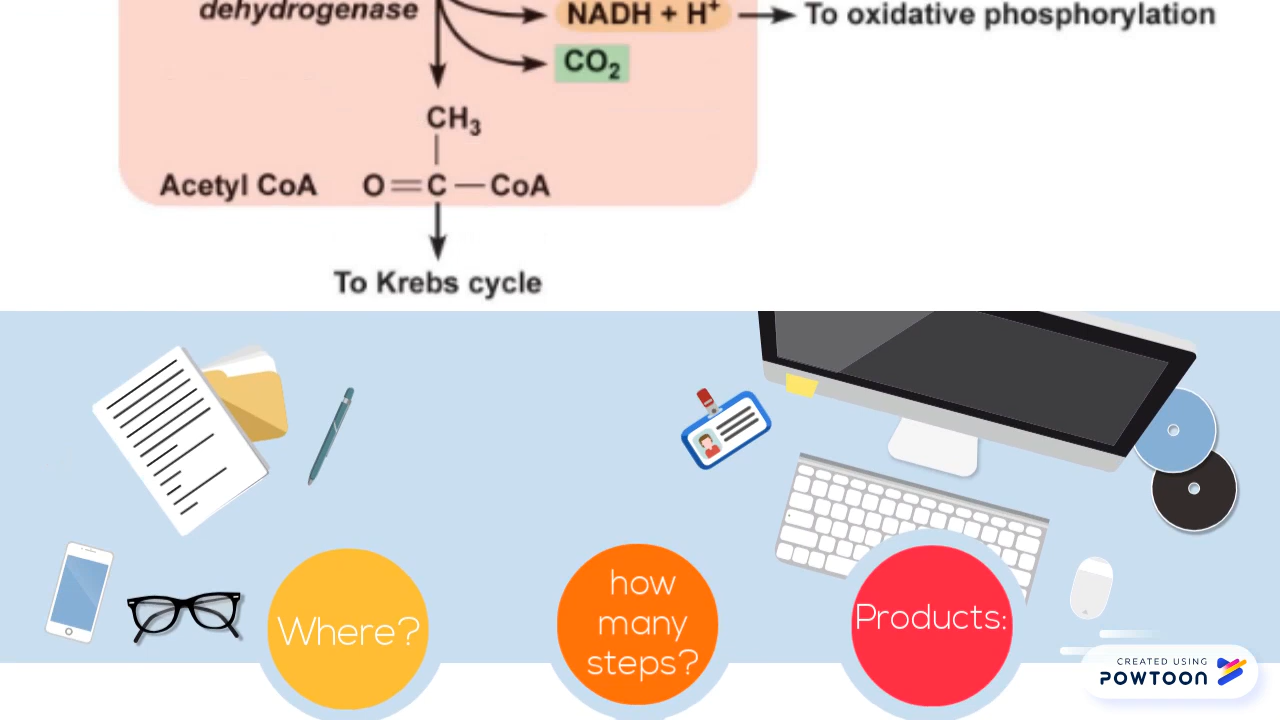 dehydrogenase
NADH + H⁺
To oxidative phosphorylation
CO₂
CH₃
Acetyl CoA
O=C—CoA
To Krebs cycle
Where?
how
many
steps?
Products:
CREATED USING
POWTOON